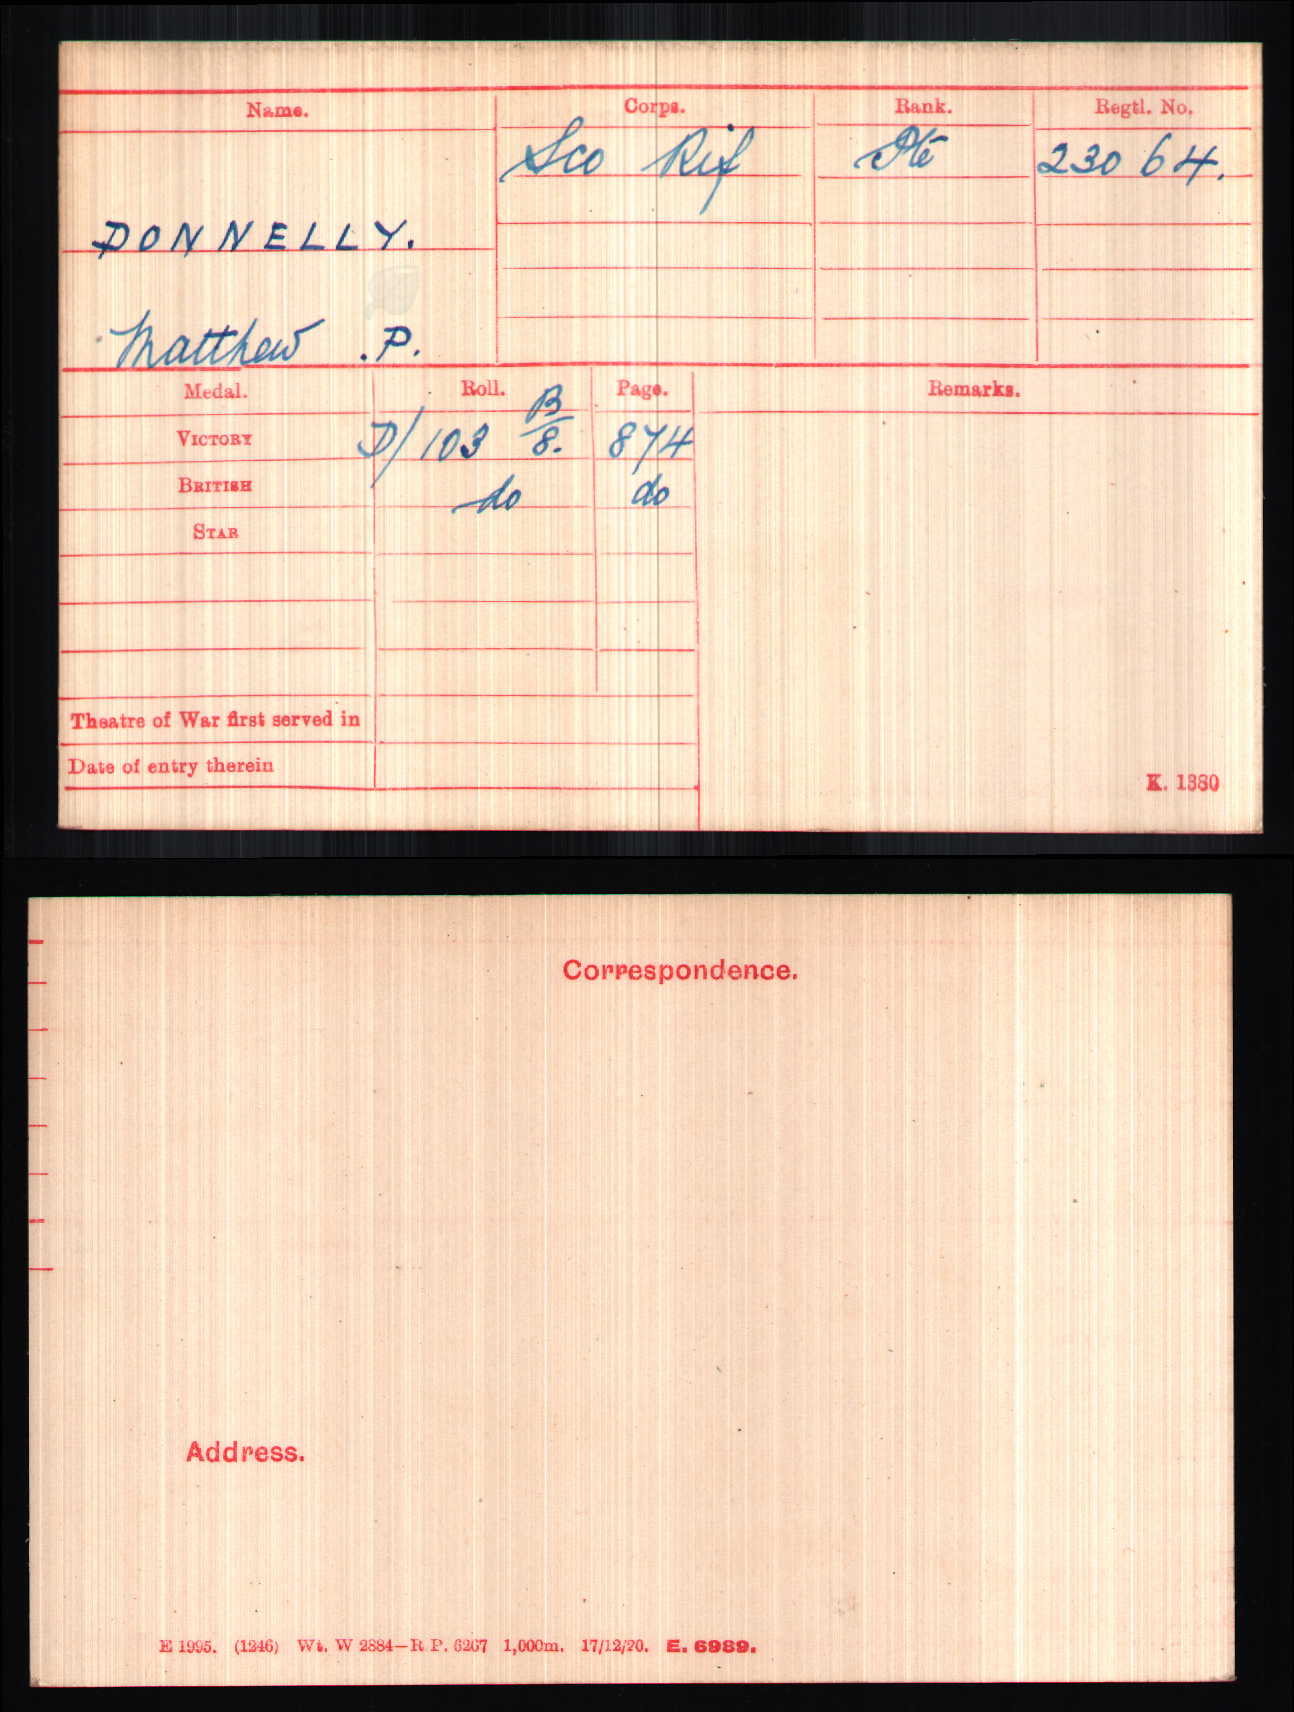 Name. Corps. Rank. Regtl. No.
Sco Rif Pte 23064.
DONNELLY.
Matthew .P.
Medal. Roll. Page. Remarks.
VICTORY D/103 B/8. 874
BRITISH do do
STAR
Theatre of War first served in
Date of entry therein
K. 1380
Correspondence.
Address.
E 1995. (1246) Wt. W 2884—R P. 6267 1,000m. 17/12/20. E. 6989.